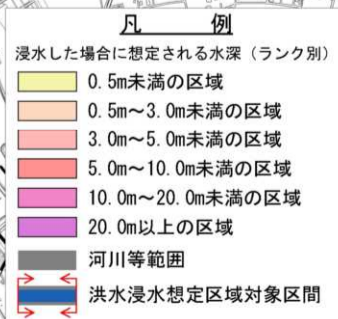 凡 例
浸水した場合に想定される水深（ランク別）
0.5m未満の区域
0.5m～3.0m未満の区域
3.0m～5.0m未満の区域
5.0m～10.0m未満の区域
10.0m～20.0m未満の区域
20.0m以上の区域
河川等範囲
洪水浸水想定区域対象区間